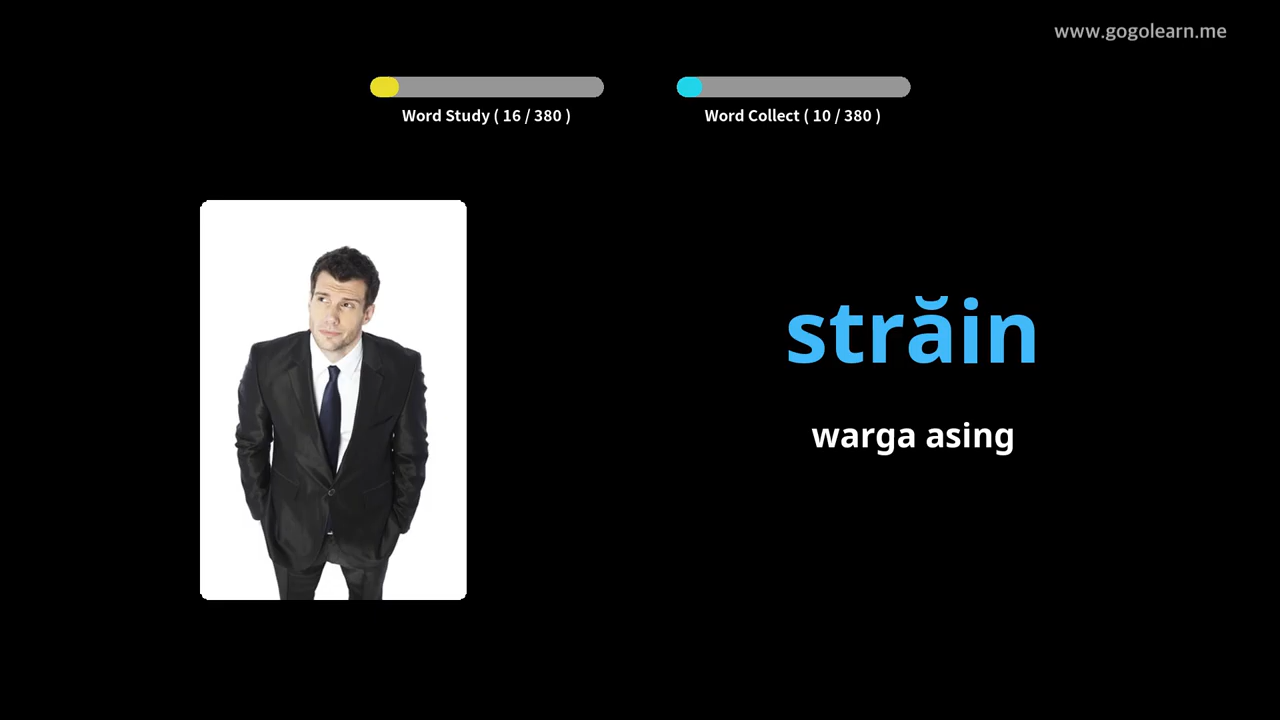 www.gogolearn.me
Word Study ( 16 / 380 )
Word Collect ( 10 / 380 )
străin
warga asing